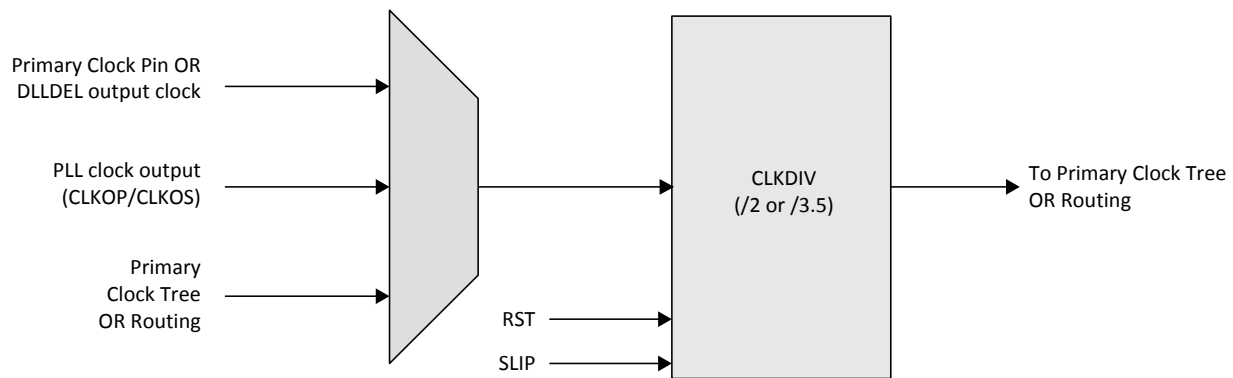 Primary Clock Pin OR
DLLDEL output clock
PLL clock output
(CLKOP/CLKOS)
Primary
Clock Tree
OR Routing
RST
SLIP
CLKDIV
(/2 or /3.5)
To Primary Clock Tree
OR Routing